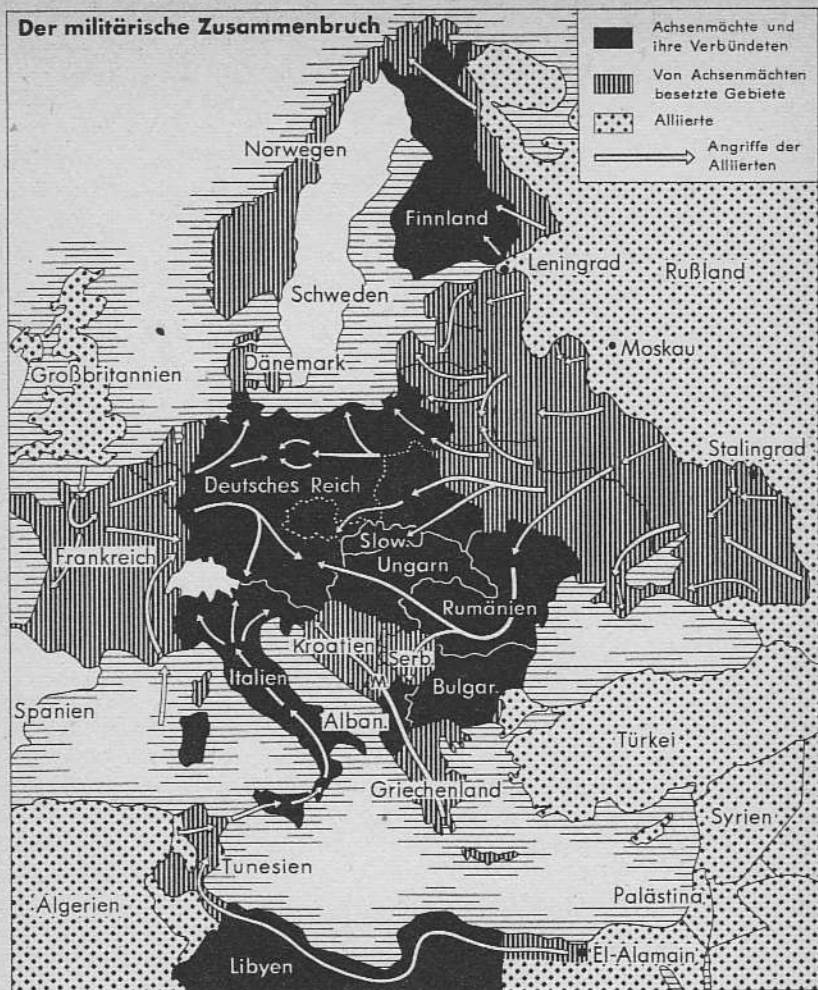 Der militärische Zusammenbruch
Achsenmächte und
ihre Verbündeten
Von Achsenmächten
besetzte Gebiete
Alliierte
Angriffe der
Alliierten
Norwegen
Finnland
Leningrad
Rußland
Schweden
Moskau
Großbritannien
Dänemark
Stalingrad
Deutsches Reich
Frankreich
Slow.
Ungarn
Rumänien
Kroatien
Serb.
M.
Italien
Bulgar.
Spanien
Alban.
Türkei
Griechenland
Syrien
Tunesien
Palästina
Algerien
El-Alamain
Libyen